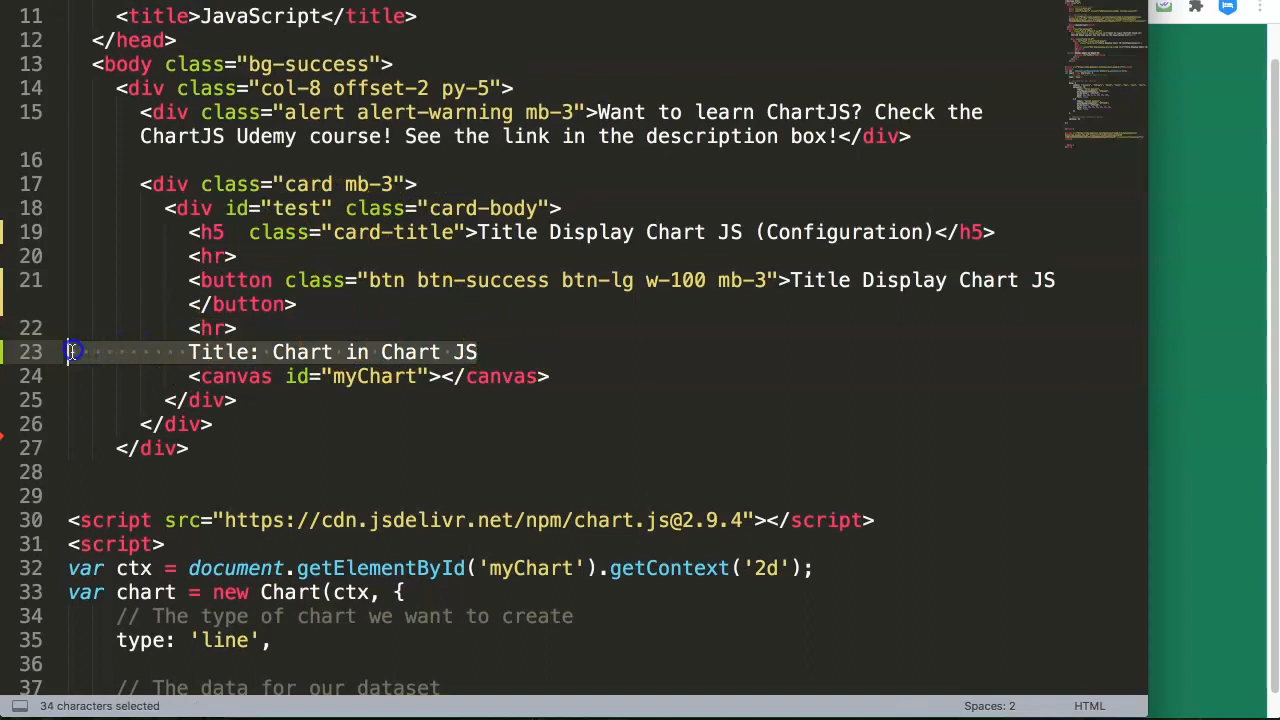 11 <title>JavaScript</title>
12 </head>
13 <body class="bg-success">
14 <div class="col-8 offset-2 py-5">
15 <div class="alert alert-warning mb-3">Want to learn ChartJS? Check the
ChartJS Udemy course! See the link in the description box!</div>
16
17 <div class="card mb-3">
18 <div id="test" class="card-body">
19 <h5  class="card-title">Title Display Chart JS (Configuration)</h5>
20 <hr>
21 <button class="btn btn-success btn-lg w-100 mb-3">Title Display Chart JS
</button>
22 <hr>
23 Title: Chart in Chart JS
24 <canvas id="myChart"></canvas>
25 </div>
26 </div>
27 </div>
28
29
30 <script src="https://cdn.jsdelivr.net/npm/chart.js@2.9.4"></script>
31 <script>
32 var ctx = document.getElementById('myChart').getContext('2d');
33 var chart = new Chart(ctx, {
34 // The type of chart we want to create
35 type: 'line',
36
37 // The data for our dataset
34 characters selected
Spaces: 2
HTML